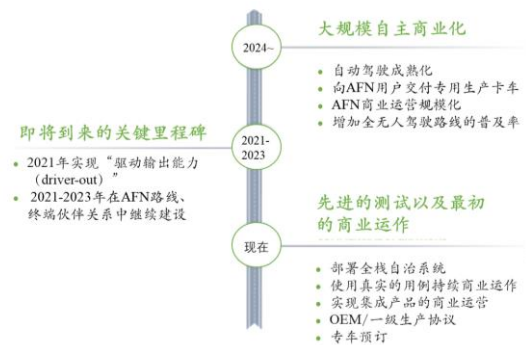 2024~
大规模自主商业化
• 自动驾驶成熟化
• 向AFN用户交付专用生产卡车
• AFN商业运营规模化
• 增加全无人驾驶路线的普及率
即将到来的关键里程碑
• 2021年实现“驱动输出能力
（driver-out）”
• 2021-2023年在AFN路线、
终端伙伴关系中继续建设
2021-
2023
先进的测试以及最初
的商业运作
现在
• 部署全栈自治系统
• 使用真实的用例持续商业运作
• 实现集成产品的商业运营
• OEM/一级生产协议
• 专车预订